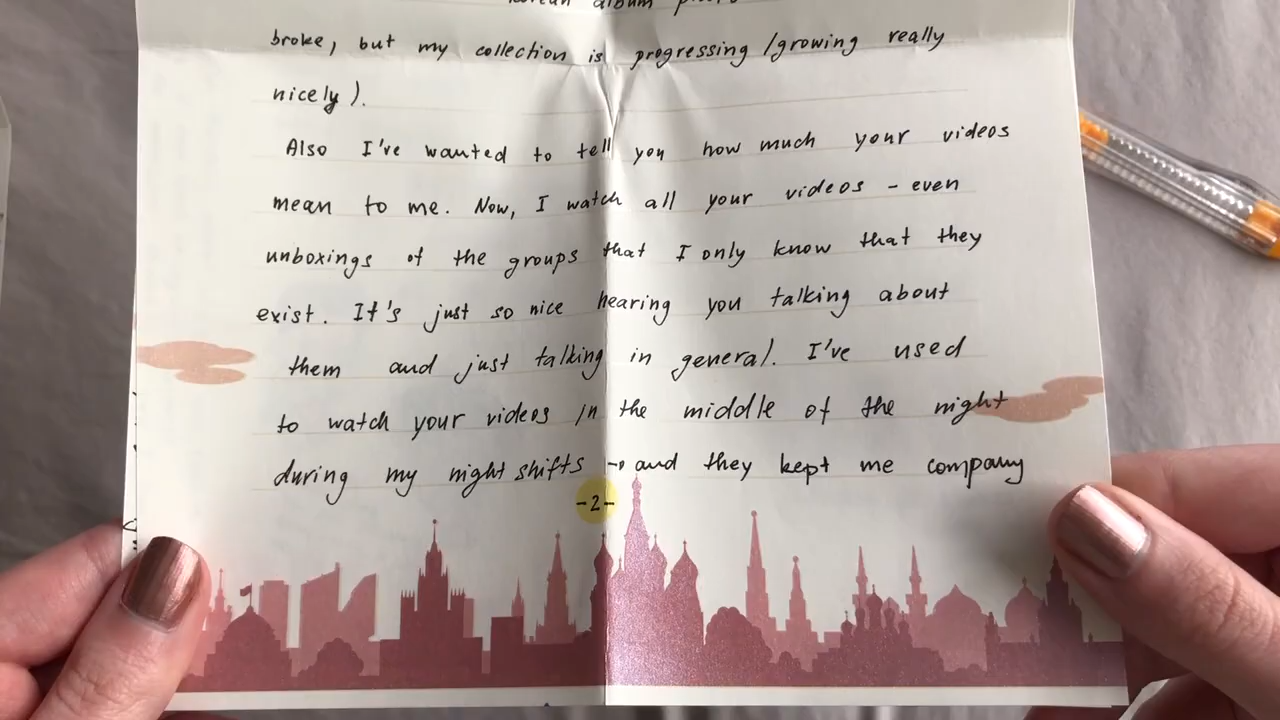 album
broke, but my collection is progressing/growing really
nicely).
Also I've wanted to tell you how much your videos
mean to me. Now, I watch all your videos - even
unboxings of the groups that I only know that they
exist. It's just so nice hearing you talking about
them and just talking in general. I've used
to watch your videos in the middle of the night
during my night shifts → and they kept me company
-2-